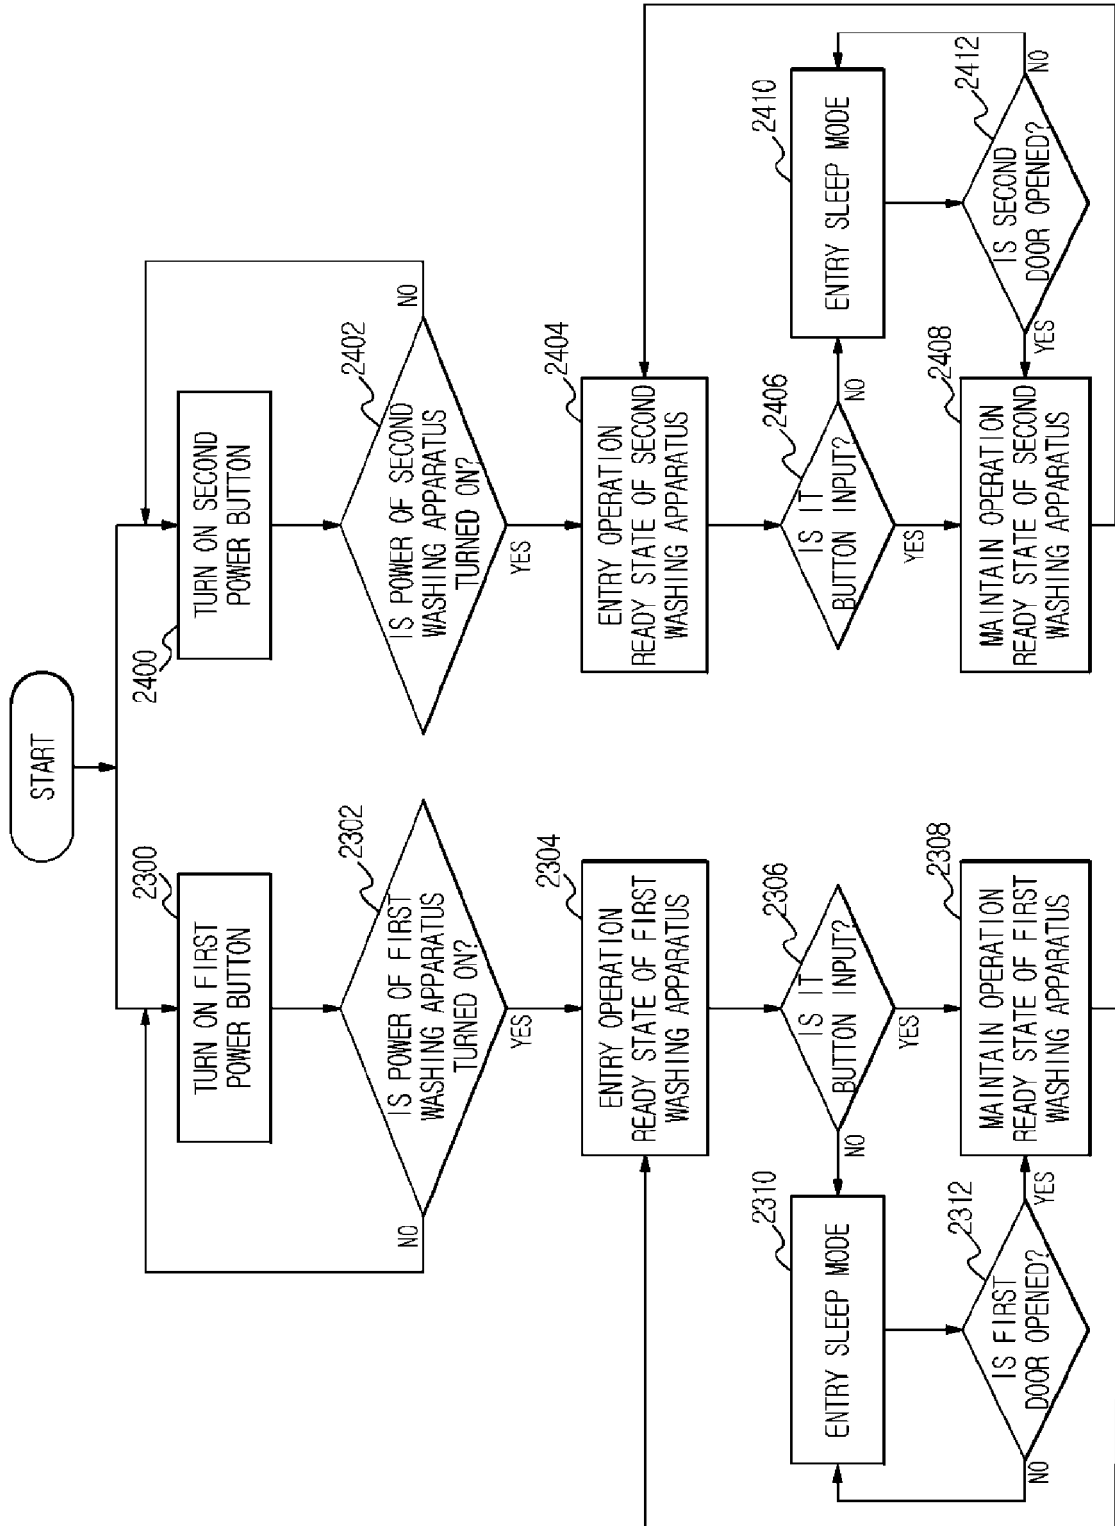 START
2300
TURN ON FIRST
POWER BUTTON
2302
IS POWER OF FIRST
WASHING APPARATUS
TURNED ON?
NO
YES
2304
ENTRY OPERATION
READY STATE OF FIRST
WASHING APPARATUS
2306
IS IT
BUTTON INPUT?
NO
YES
2310
ENTRY SLEEP MODE
2308
MAINTAIN OPERATION
READY STATE OF FIRST
WASHING APPARATUS
2312
IS FIRST
DOOR OPENED?
NO
YES
2400
TURN ON SECOND
POWER BUTTON
2402
IS POWER OF SECOND
WASHING APPARATUS
TURNED ON?
NO
YES
2404
ENTRY OPERATION
READY STATE OF SECOND
WASHING APPARATUS
2406
IS IT
BUTTON INPUT?
NO
YES
2410
ENTRY SLEEP MODE
2408
MAINTAIN OPERATION
READY STATE OF SECOND
WASHING APPARATUS
2412
IS SECOND
DOOR OPENED?
YES
NO